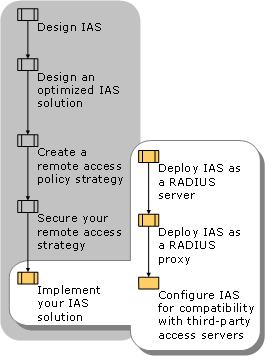 Design IAS
Design an
optimized IAS
solution
Create a
remote access
policy strategy
Secure your
remote access
strategy
Implement
your IAS
solution
Deploy IAS as
a RADIUS
server
Deploy IAS as
a RADIUS
proxy
Configure IAS
for compatibility
with third-party
access servers